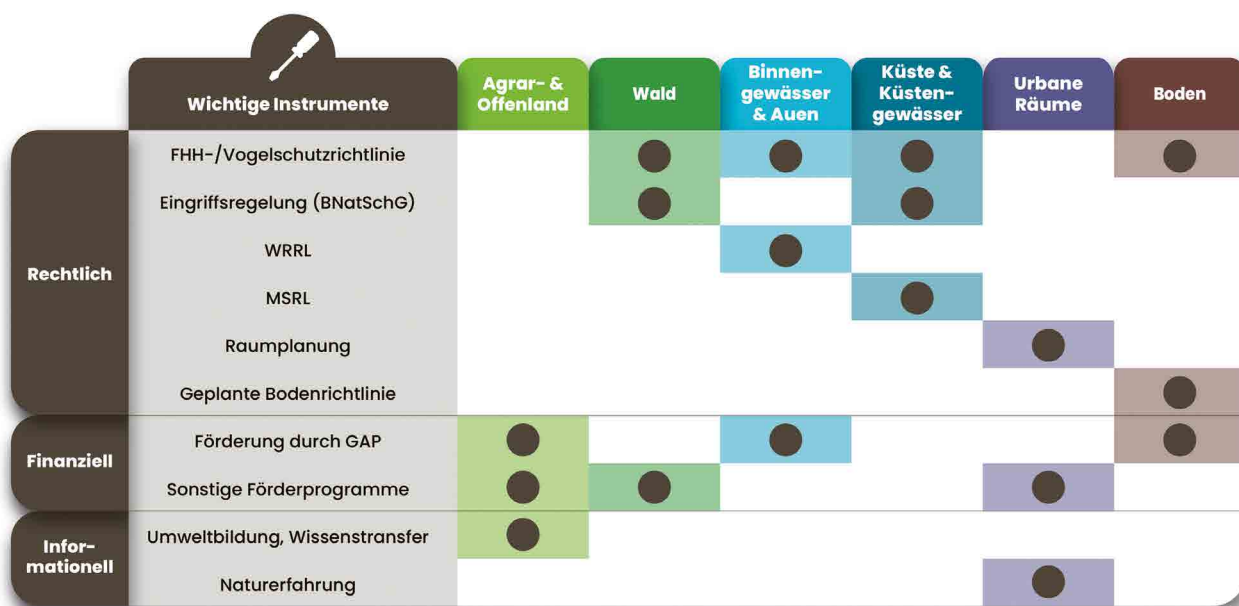 Wichtige Instrumente
Agrar- &
Offenland
Wald
Binnen-
gewässer
& Auen
Küste &
Küsten-
gewässer
Urbane
Räume
Boden
Rechtlich
FHH-/Vogelschutzrichtlinie
Eingriffsregelung (BNatSchG)
WRRL
MSRL
Raumplanung
Geplante Bodenrichtlinie
Finanziell
Förderung durch GAP
Sonstige Förderprogramme
Infor-
mationell
Umweltbildung, Wissenstransfer
Naturerfahrung